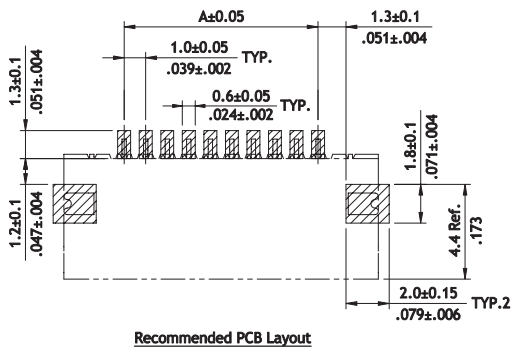 A±0.05
1.3±0.1
.051±.004
1.0±0.05
.039±.002
TYP.
1.3±0.1
.051±.004
0.6±0.05
.024±.002
TYP.
1.8±0.1
.071±.004
1.2±0.1
.047±.004
4.4 Ref.
.173
2.0±0.15
.079±.006
TYP.2
Recommended PCB Layout